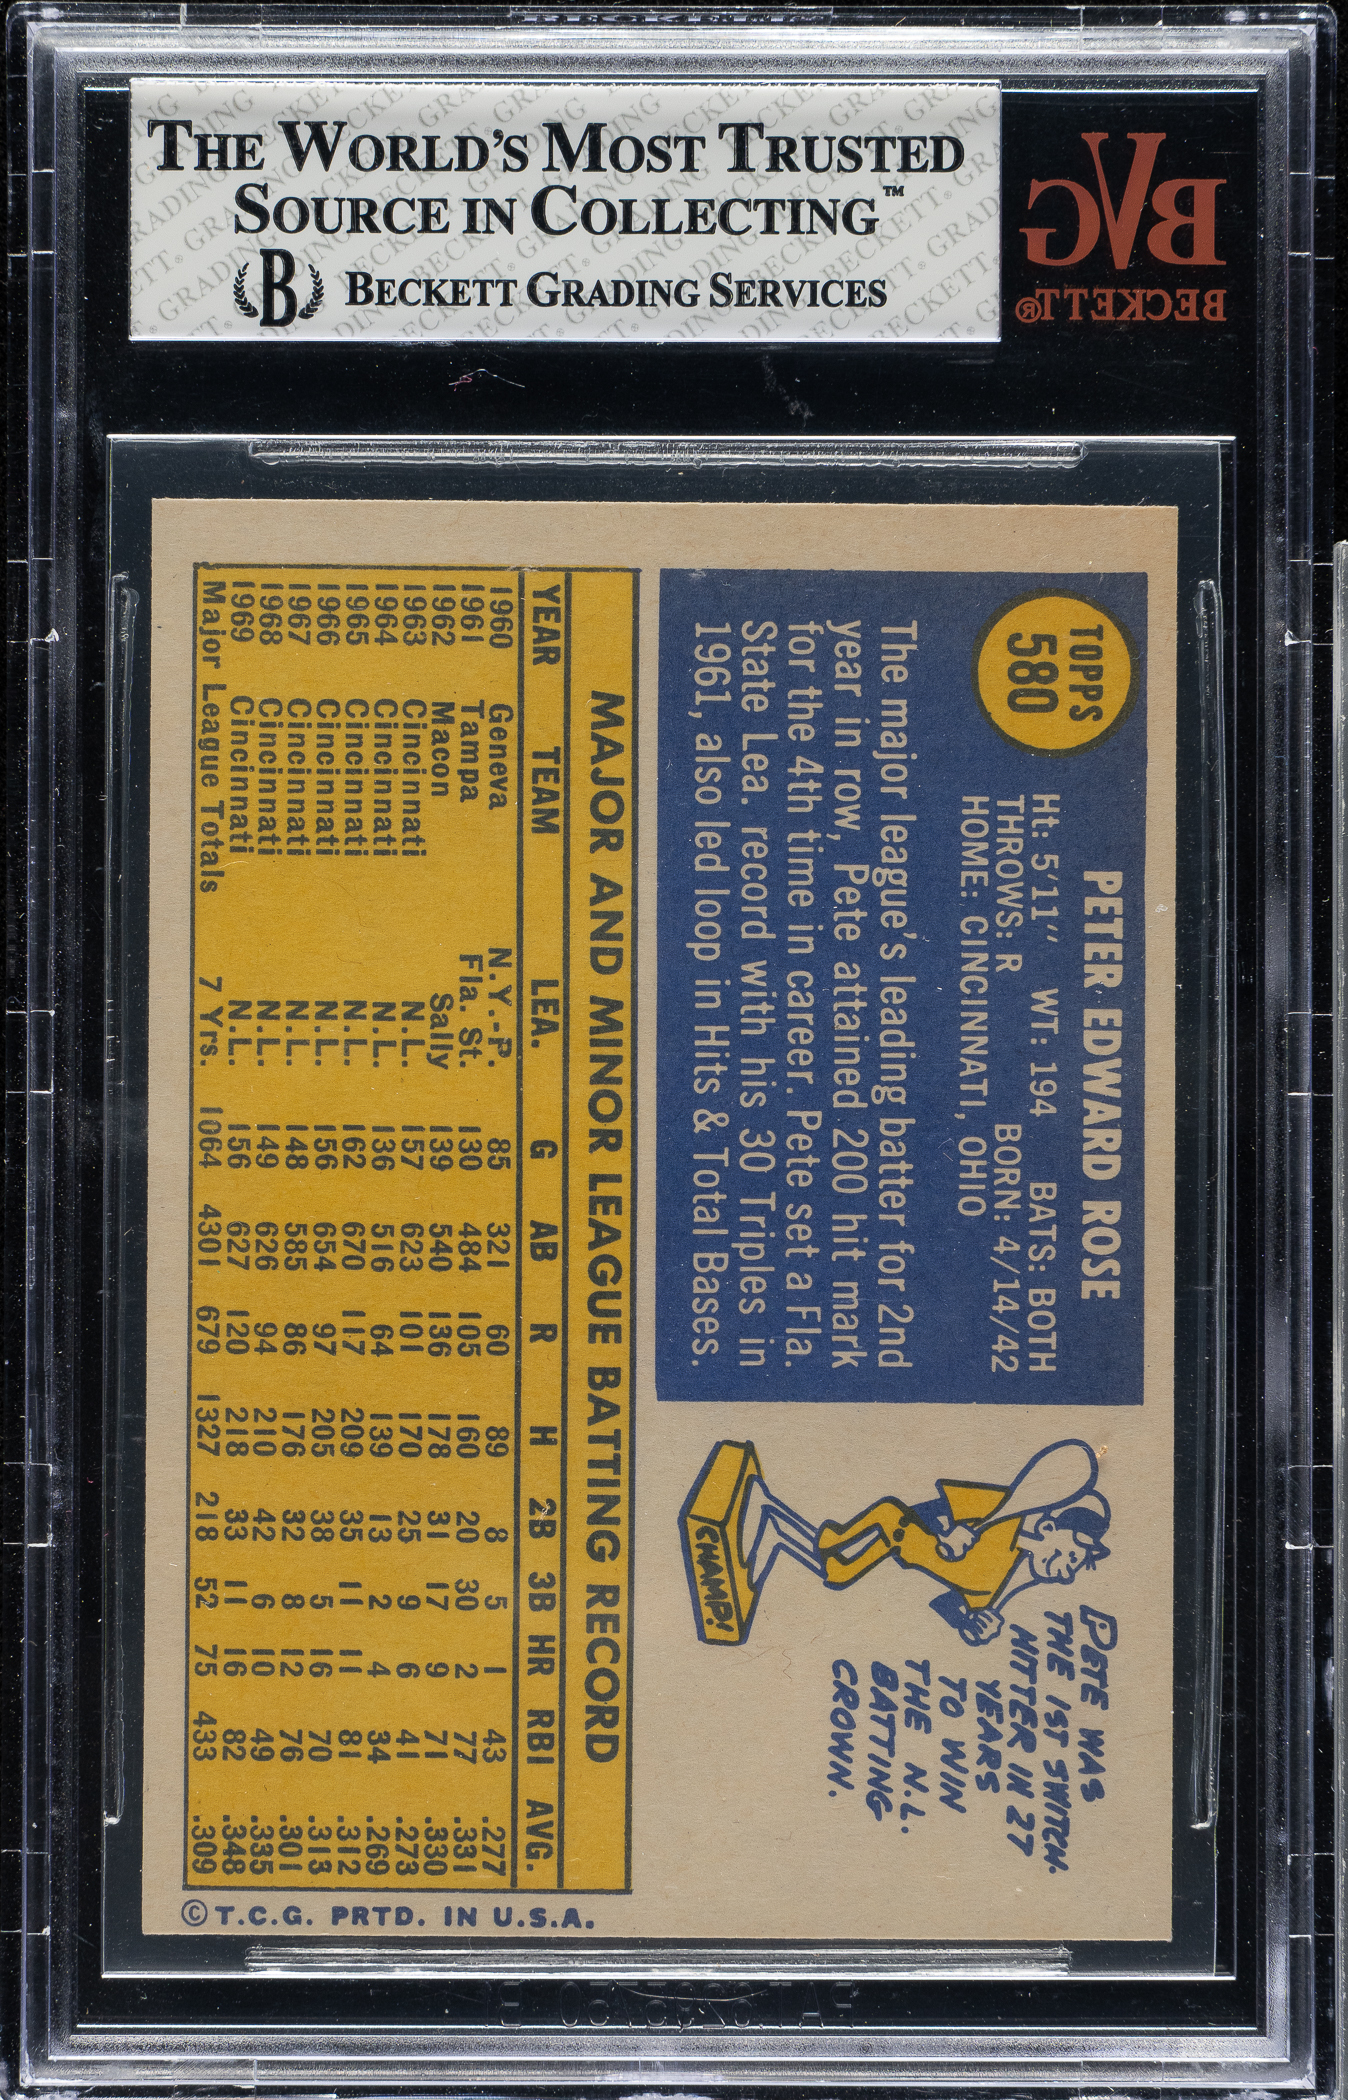 THE WORLD'S MOST TRUSTED
SOURCE IN COLLECTING™
B BECKETT GRADING SERVICES
BVG
BECKETT®
TOPPS
580
PETER EDWARD ROSE
Ht: 5'11" WT: 194 BATS: BOTH
THROWS: R BORN: 4/14/42
HOME: CINCINNATI, OHIO
The major league's leading batter for 2nd
year in row, Pete attained 200 hit mark
for the 4th time in career. Pete set a Fla.
State Lea. record with his 30 Triples in
1961, also led loop in Hits & Total Bases.
PETE WAS
THE 1ST SWITCH-
HITTER IN 27
YEARS
TO WIN
THE N.L.
BATTING
CROWN.
CHAMP!
MAJOR AND MINOR LEAGUE BATTING RECORD
YEAR TEAM LEA. G AB R H 2B 3B HR RBI AVG.
1960 Geneva N.Y.-P. 85 321 60 89 8 5 1 43 .277
1961 Tampa Fla. St. 130 484 105 160 20 30 2 77 .331
1962 Macon Sally 139 540 136 178 31 17 9 71 .330
1963 Cincinnati N.L. 157 623 101 170 25 9 6 41 .273
1964 Cincinnati N.L. 136 516 64 139 13 2 4 34 .269
1965 Cincinnati N.L. 162 670 117 209 35 11 11 81 .312
1966 Cincinnati N.L. 156 654 97 205 38 5 16 70 .313
1967 Cincinnati N.L. 148 585 86 176 32 8 12 76 .301
1968 Cincinnati N.L. 149 626 94 210 42 6 10 49 .335
1969 Cincinnati N.L. 156 627 120 218 33 11 16 82 .348
Major League Totals 7 Yrs. 1064 4301 679 1327 218 52 75 433 .309
©T.C.G. PRTD. IN U.S.A.